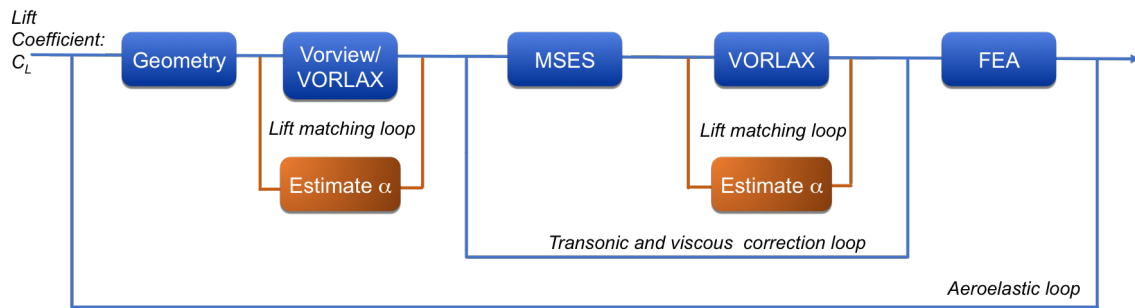 Lift
Coefficient:
C_L
Geometry
Vorview/
VORLAX
MSES
VORLAX
FEA
Lift matching loop
Lift matching loop
Estimate α
Estimate α
Transonic and viscous correction loop
Aeroelastic loop